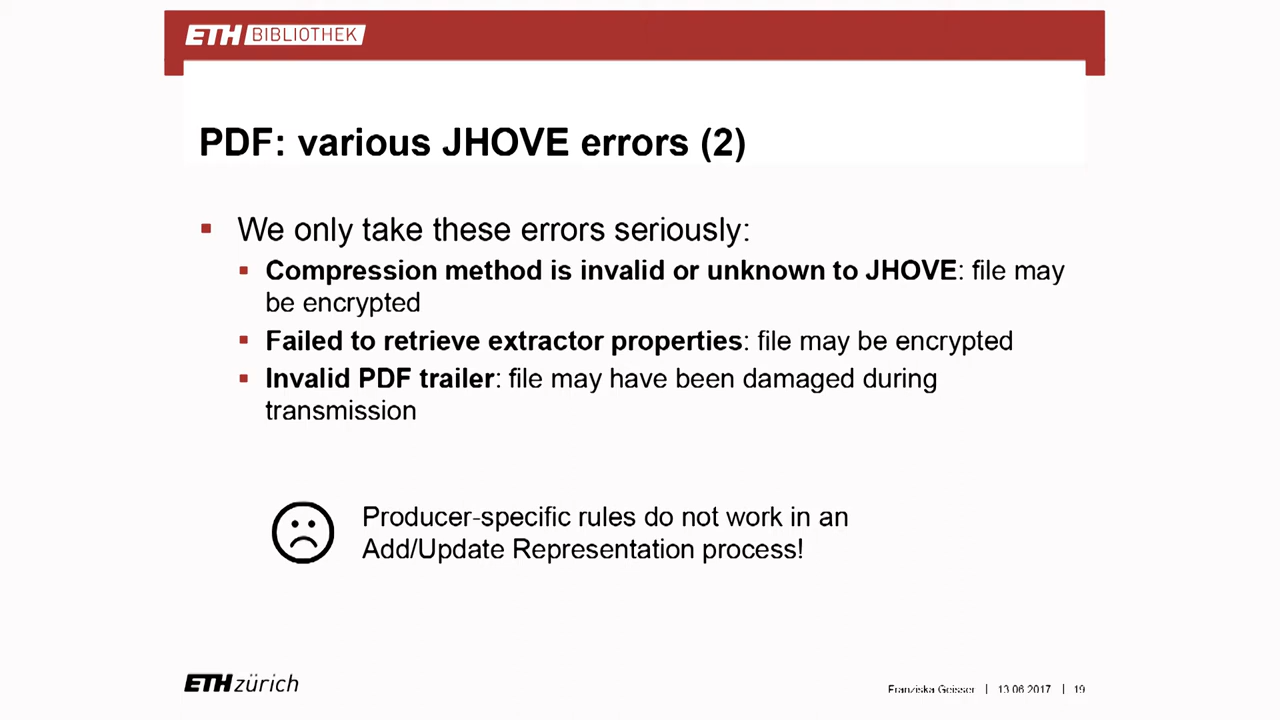 ETH BIBLIOTHEK
PDF: various JHOVE errors (2)
We only take these errors seriously:
Compression method is invalid or unknown to JHOVE: file may
be encrypted
Failed to retrieve extractor properties: file may be encrypted
Invalid PDF trailer: file may have been damaged during
transmission
Producer-specific rules do not work in an
Add/Update Representation process!
ETH zürich
Franziska Geisser | 13.06.2017 | 19